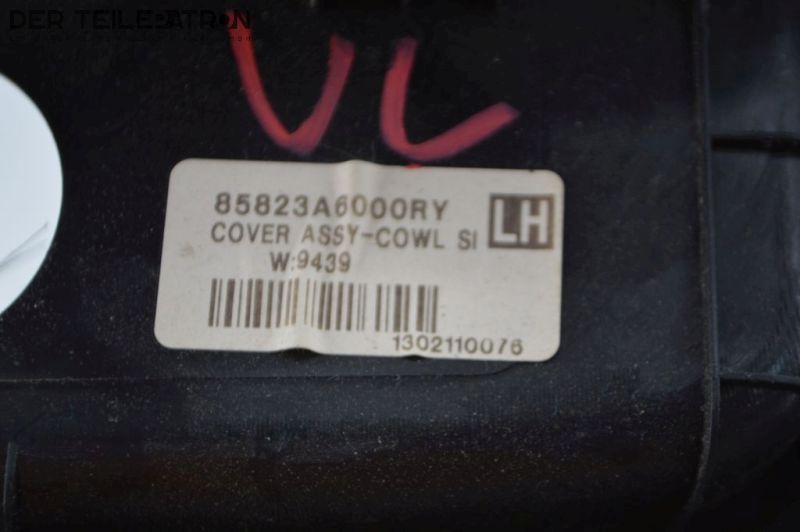 DER TEILEPATRON
VL
85823A6000RY
LH
COVER ASSY-COWL SI
W:9439
1302110076